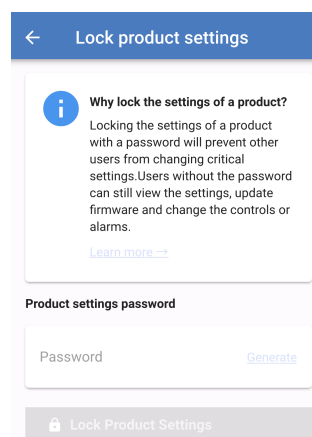 Lock product settings
Why lock the settings of a product?
Locking the settings of a product
with a password will prevent other
users from changing critical
settings.Users without the password
can still view the settings, update
firmware and change the controls or
alarms.
Learn more →
Product settings password
Password Generate
Lock Product Settings